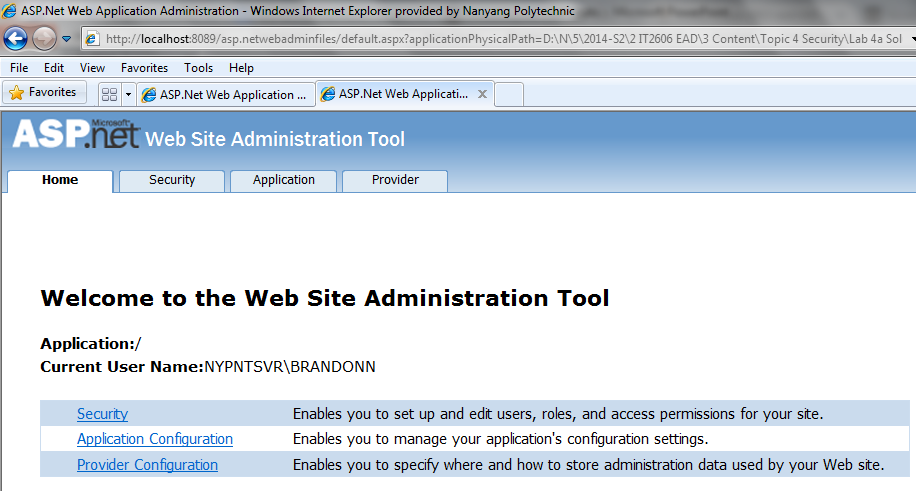 ASP.Net Web Application Administration - Windows Internet Explorer provided by Nanyang Polytechnic
http://localhost:8089/asp.netwebadminfiles/default.aspx?applicationPhysicalPath=D:\N\5\2014-S2\2 IT2606 EAD\3 Content\Topic 4 Security\Lab 4a Sol
File Edit View Favorites Tools Help
Favorites ASP.Net Web Application ... ASP.Net Web Applicati...
Microsoft
ASP.net Web Site Administration Tool
Home Security Application Provider
Welcome to the Web Site Administration Tool
Application:/
Current User Name:NYPNTSVR\BRANDONN
Security Enables you to set up and edit users, roles, and access permissions for your site.
Application Configuration Enables you to manage your application's configuration settings.
Provider Configuration Enables you to specify where and how to store administration data used by your Web site.